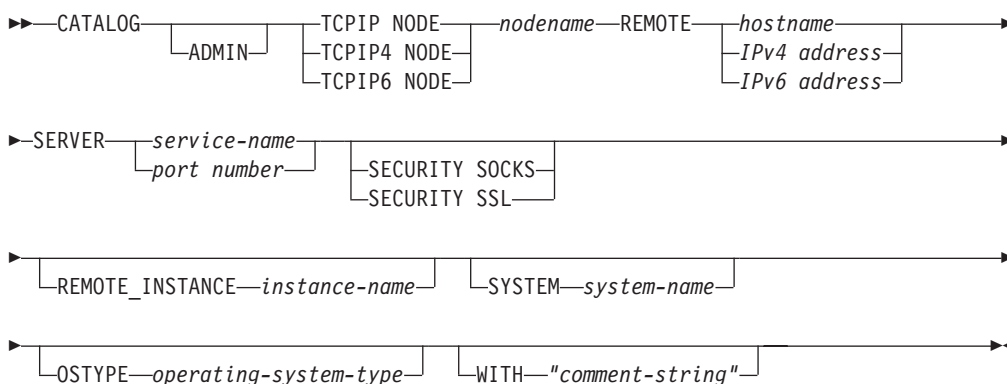 CATALOG ADMIN TCPIP NODE nodename REMOTE hostname
TCPIP4 NODE IPv4 address
TCPIP6 NODE IPv6 address
SERVER service-name
port number SECURITY SOCKS
SECURITY SSL
REMOTE_INSTANCE instance-name SYSTEM system-name
OSTYPE operating-system-type WITH "comment-string"